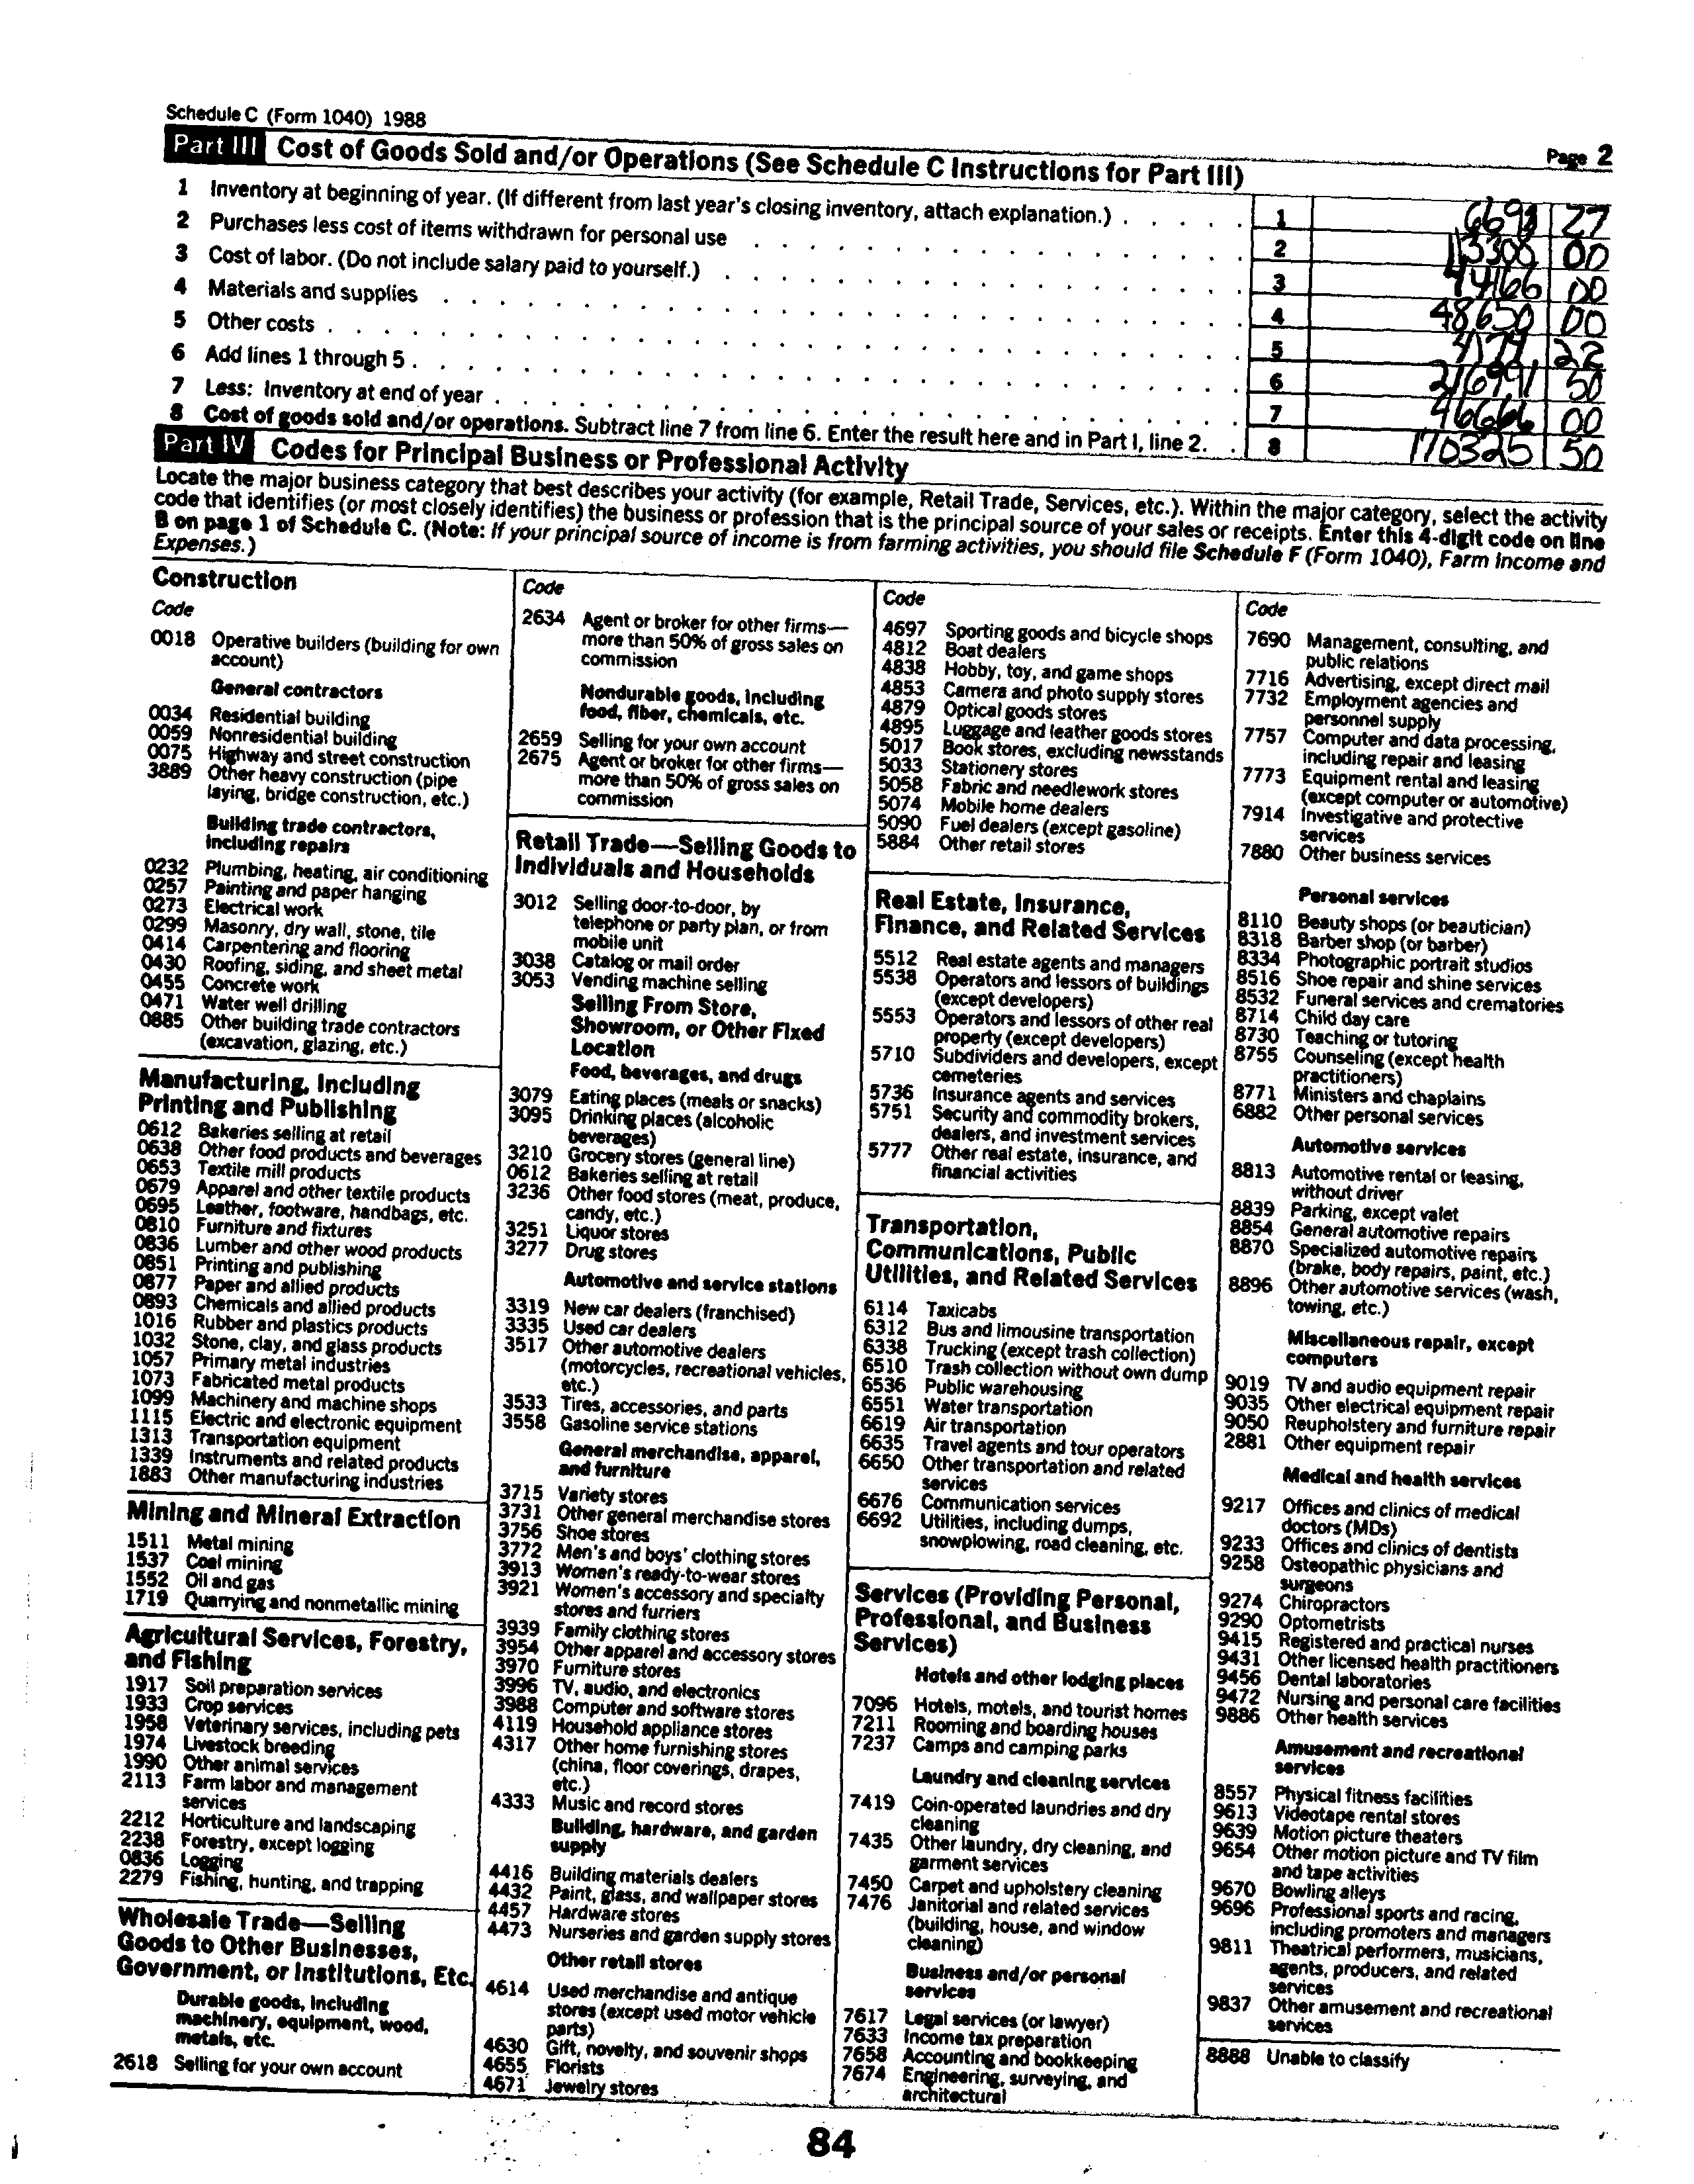 Schedule C (Form 1040) 1988
Page 2
Part III Cost of Goods Sold and/or Operations (See Schedule C Instructions for Part III)
1 Inventory at beginning of year. (If different from last year's closing inventory, attach explanation.) . . . . . 1 6693 27
2 Purchases less cost of items withdrawn for personal use . . . . . 2 113308 00
3 Cost of labor. (Do not include salary paid to yourself.) . . . . . 3 44166 00
4 Materials and supplies . . . . . 4 48650 00
5 Other costs . . . . . 5 4174 22
6 Add lines 1 through 5 . . . . . 6 216991 50
7 Less: Inventory at end of year . . . . . 7 46666 00
8 Cost of goods sold and/or operations. Subtract line 7 from line 6. Enter the result here and in Part I, line 2. . 8 170325 50
Part IV Codes for Principal Business or Professional Activity
Locate the major business category that best describes your activity (for example, Retail Trade, Services, etc.). Within the major category, select the activity
code that identifies (or most closely identifies) the business or profession that is the principal source of your sales or receipts. Enter this 4-digit code on line
B on page 1 of Schedule C. (Note: If your principal source of income is from farming activities, you should file Schedule F (Form 1040), Farm Income and
Expenses.)
Construction
Code
0018 Operative builders (building for own
account)
General contractors
0034 Residential building
0059 Nonresidential building
0075 Highway and street construction
3889 Other heavy construction (pipe
laying, bridge construction, etc.)
Building trade contractors,
including repairs
0232 Plumbing, heating, air conditioning
0257 Painting and paper hanging
0273 Electrical work
0299 Masonry, dry wall, stone, tile
0414 Carpentering and flooring
0430 Roofing, siding, and sheet metal
0455 Concrete work
0471 Water well drilling
0885 Other building trade contractors
(excavation, glazing, etc.)
Manufacturing, Including
Printing and Publishing
0612 Bakeries selling at retail
0638 Other food products and beverages
0653 Textile mill products
0679 Apparel and other textile products
0695 Leather, footware, handbags, etc.
0810 Furniture and fixtures
0836 Lumber and other wood products
0851 Printing and publishing
0877 Paper and allied products
0893 Chemicals and allied products
1016 Rubber and plastics products
1032 Stone, clay, and glass products
1057 Primary metal industries
1073 Fabricated metal products
1099 Machinery and machine shops
1115 Electric and electronic equipment
1313 Transportation equipment
1339 Instruments and related products
1883 Other manufacturing industries
Mining and Mineral Extraction
1511 Metal mining
1537 Coal mining
1552 Oil and gas
1719 Quarrying and nonmetallic mining
Agricultural Services, Forestry,
and Fishing
1917 Soil preparation services
1933 Crop services
1958 Veterinary services, including pets
1974 Livestock breeding
1990 Other animal services
2113 Farm labor and management
services
2212 Horticulture and landscaping
2238 Forestry, except logging
0836 Logging
2279 Fishing, hunting, and trapping
Wholesale Trade—Selling
Goods to Other Businesses,
Government, or Institutions, Etc.
Durable goods, including
machinery, equipment, wood,
metals, etc.
2618 Selling for your own account
Code
2634 Agent or broker for other firms—
more than 50% of gross sales on
commission
Nondurable goods, including
food, fiber, chemicals, etc.
2659 Selling for your own account
2675 Agent or broker for other firms—
more than 50% of gross sales on
commission
Retail Trade—Selling Goods to
Individuals and Households
3012 Selling door-to-door, by
telephone or party plan, or from
mobile unit
3038 Catalog or mail order
3053 Vending machine selling
Selling From Store,
Showroom, or Other Fixed
Location
Food, beverages, and drugs
3079 Eating places (meals or snacks)
3095 Drinking places (alcoholic
beverages)
3210 Grocery stores (general line)
0612 Bakeries selling at retail
3236 Other food stores (meat, produce,
candy, etc.)
3251 Liquor stores
3277 Drug stores
Automotive and service stations
3319 New car dealers (franchised)
3335 Used car dealers
3517 Other automotive dealers
(motorcycles, recreational vehicles,
etc.)
3533 Tires, accessories, and parts
3558 Gasoline service stations
General merchandise, apparel,
and furniture
3715 Variety stores
3731 Other general merchandise stores
3756 Shoe stores
3772 Men's and boys' clothing stores
3913 Women's ready-to-wear stores
3921 Women's accessory and specialty
stores and furriers
3939 Family clothing stores
3954 Other apparel and accessory stores
3970 Furniture stores
3996 TV, audio, and electronics
3988 Computer and software stores
4119 Household appliance stores
4317 Other home furnishing stores
(china, floor coverings, drapes,
etc.)
4333 Music and record stores
Building, hardware, and garden
supply
4416 Building materials dealers
4432 Paint, glass, and wallpaper stores
4457 Hardware stores
4473 Nurseries and garden supply stores
Other retail stores
4614 Used merchandise and antique
stores (except used motor vehicle
parts)
4630 Gift, novelty, and souvenir shops
4655 Florists
4671 Jewelry stores
Code
4697 Sporting goods and bicycle shops
4812 Boat dealers
4838 Hobby, toy, and game shops
4853 Camera and photo supply stores
4879 Optical goods stores
4895 Luggage and leather goods stores
5017 Book stores, excluding newsstands
5033 Stationery stores
5058 Fabric and needlework stores
5074 Mobile home dealers
5090 Fuel dealers (except gasoline)
5884 Other retail stores
Real Estate, Insurance,
Finance, and Related Services
5512 Real estate agents and managers
5538 Operators and lessors of buildings
(except developers)
5553 Operators and lessors of other real
property (except developers)
5710 Subdividers and developers, except
cemeteries
5736 Insurance agents and services
5751 Security and commodity brokers,
dealers, and investment services
5777 Other real estate, insurance, and
financial activities
Transportation,
Communications, Public
Utilities, and Related Services
6114 Taxicabs
6312 Bus and limousine transportation
6338 Trucking (except trash collection)
6510 Trash collection without own dump
6536 Public warehousing
6551 Water transportation
6619 Air transportation
6635 Travel agents and tour operators
6650 Other transportation and related
services
6676 Communication services
6692 Utilities, including dumps,
snowplowing, road cleaning, etc.
Services (Providing Personal,
Professional, and Business
Services)
Hotels and other lodging places
7096 Hotels, motels, and tourist homes
7211 Rooming and boarding houses
7237 Camps and camping parks
Laundry and cleaning services
7419 Coin-operated laundries and dry
cleaning
7435 Other laundry, dry cleaning, and
garment services
7450 Carpet and upholstery cleaning
7476 Janitorial and related services
(building, house, and window
cleaning)
Business and/or personal
services
7617 Legal services (or lawyer)
7633 Income tax preparation
7658 Accounting and bookkeeping
7674 Engineering, surveying, and
architectural
Code
7690 Management, consulting, and
public relations
7716 Advertising, except direct mail
7732 Employment agencies and
personnel supply
7757 Computer and data processing,
including repair and leasing
7773 Equipment rental and leasing
(except computer or automotive)
7914 Investigative and protective
services
7880 Other business services
Personal services
8110 Beauty shops (or beautician)
8318 Barber shop (or barber)
8334 Photographic portrait studios
8516 Shoe repair and shine services
8532 Funeral services and crematories
8714 Child day care
8730 Teaching or tutoring
8755 Counseling (except health
practitioners)
8771 Ministers and chaplains
6882 Other personal services
Automotive services
8813 Automotive rental or leasing,
without driver
8839 Parking, except valet
8854 General automotive repairs
8870 Specialized automotive repairs
(brake, body repairs, paint, etc.)
8896 Other automotive services (wash,
towing, etc.)
Miscellaneous repair, except
computers
9019 TV and audio equipment repair
9035 Other electrical equipment repair
9050 Reupholstery and furniture repair
2881 Other equipment repair
Medical and health services
9217 Offices and clinics of medical
doctors (MDs)
9233 Offices and clinics of dentists
9258 Osteopathic physicians and
surgeons
9274 Chiropractors
9290 Optometrists
9415 Registered and practical nurses
9431 Other licensed health practitioners
9456 Dental laboratories
9472 Nursing and personal care facilities
9886 Other health services
Amusement and recreational
services
8557 Physical fitness facilities
9613 Videotape rental stores
9639 Motion picture theaters
9654 Other motion picture and TV film
and tape activities
9670 Bowling alleys
9696 Professional sports and racing,
including promoters and managers
9811 Theatrical performers, musicians,
agents, producers, and related
services
9837 Other amusement and recreational
services
8888 Unable to classify
84